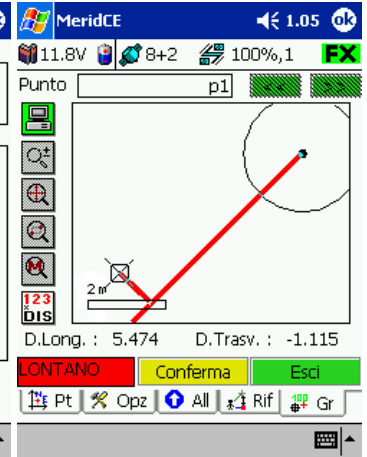 MeridCE 1.05 ok
11.8V 8+2 100%,1 FX
Punto p1 << >>
2 m
M
123
x
DIS
D.Long. : 5.474 D.Trasv. : -1.115
LONTANO Conferma Esci
Pt Opz All Rif Gr